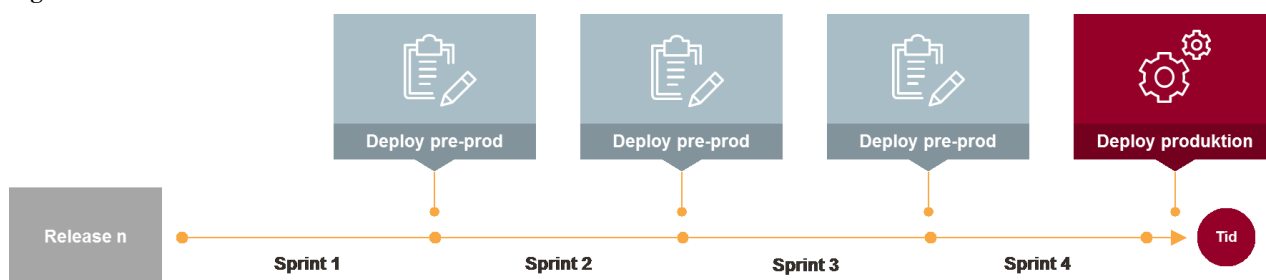 Deploy pre-prod
Deploy pre-prod
Deploy pre-prod
Deploy produktion
Release n
Tid
Sprint 1
Sprint 2
Sprint 3
Sprint 4